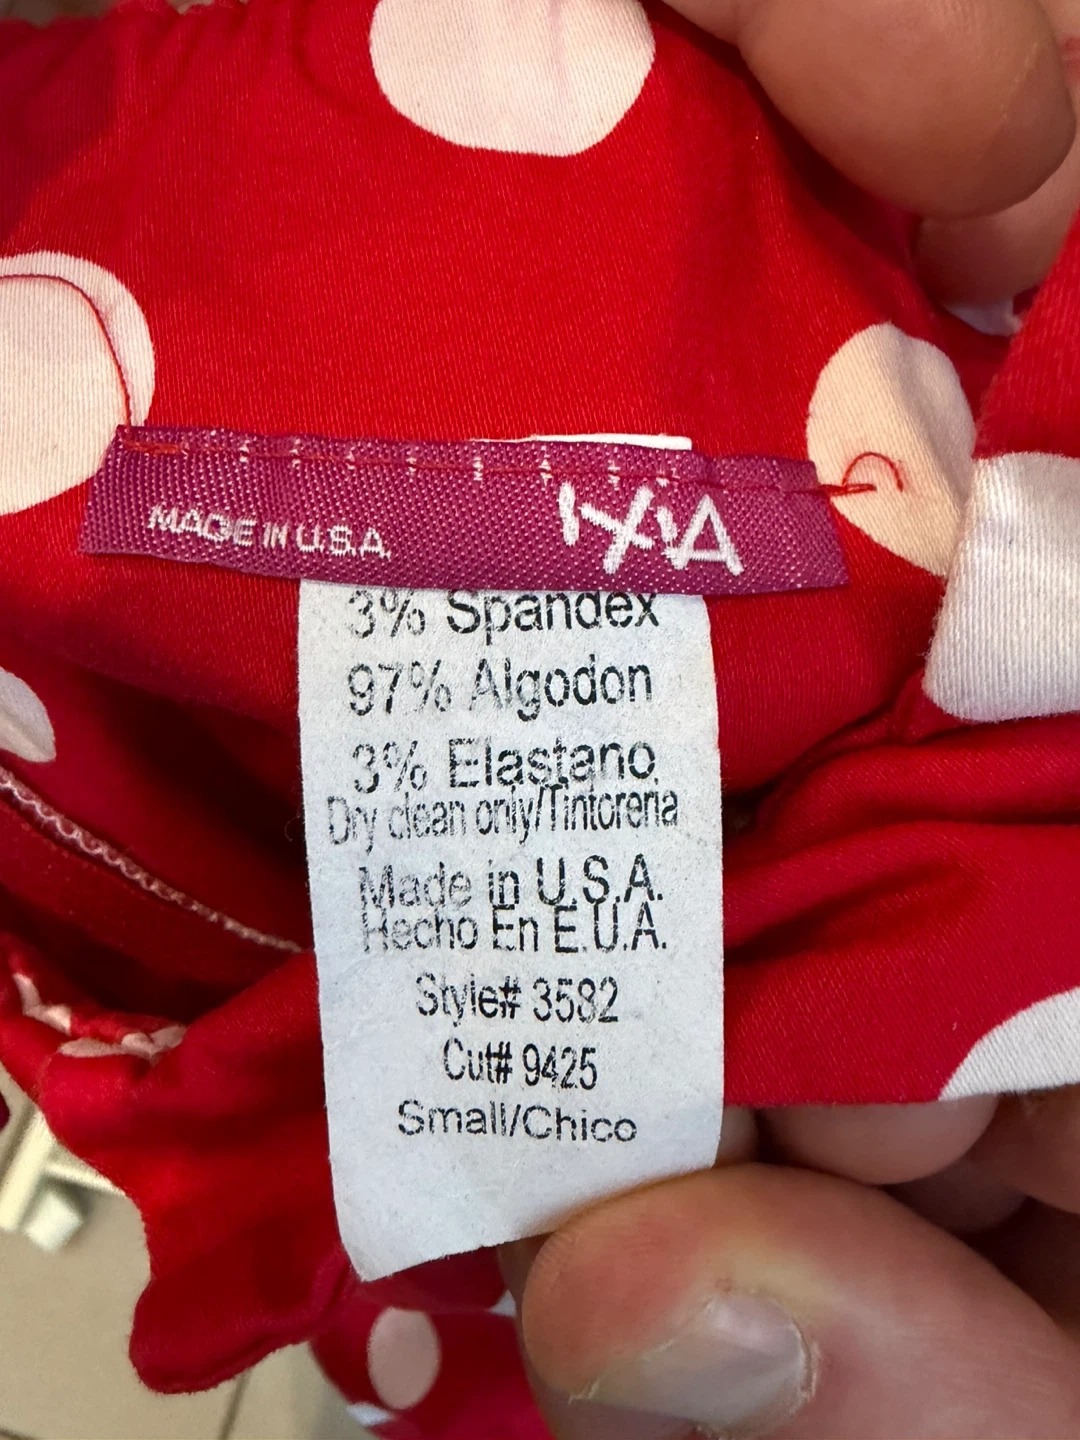 MADE IN U.S.A.
IXIA
3% Spandex
97% Algodon
3% Elastano
Dry clean only/Tintoreria
Made in U.S.A.
Hecho En E.U.A.
Style# 3582
Cut# 9425
Small/Chico